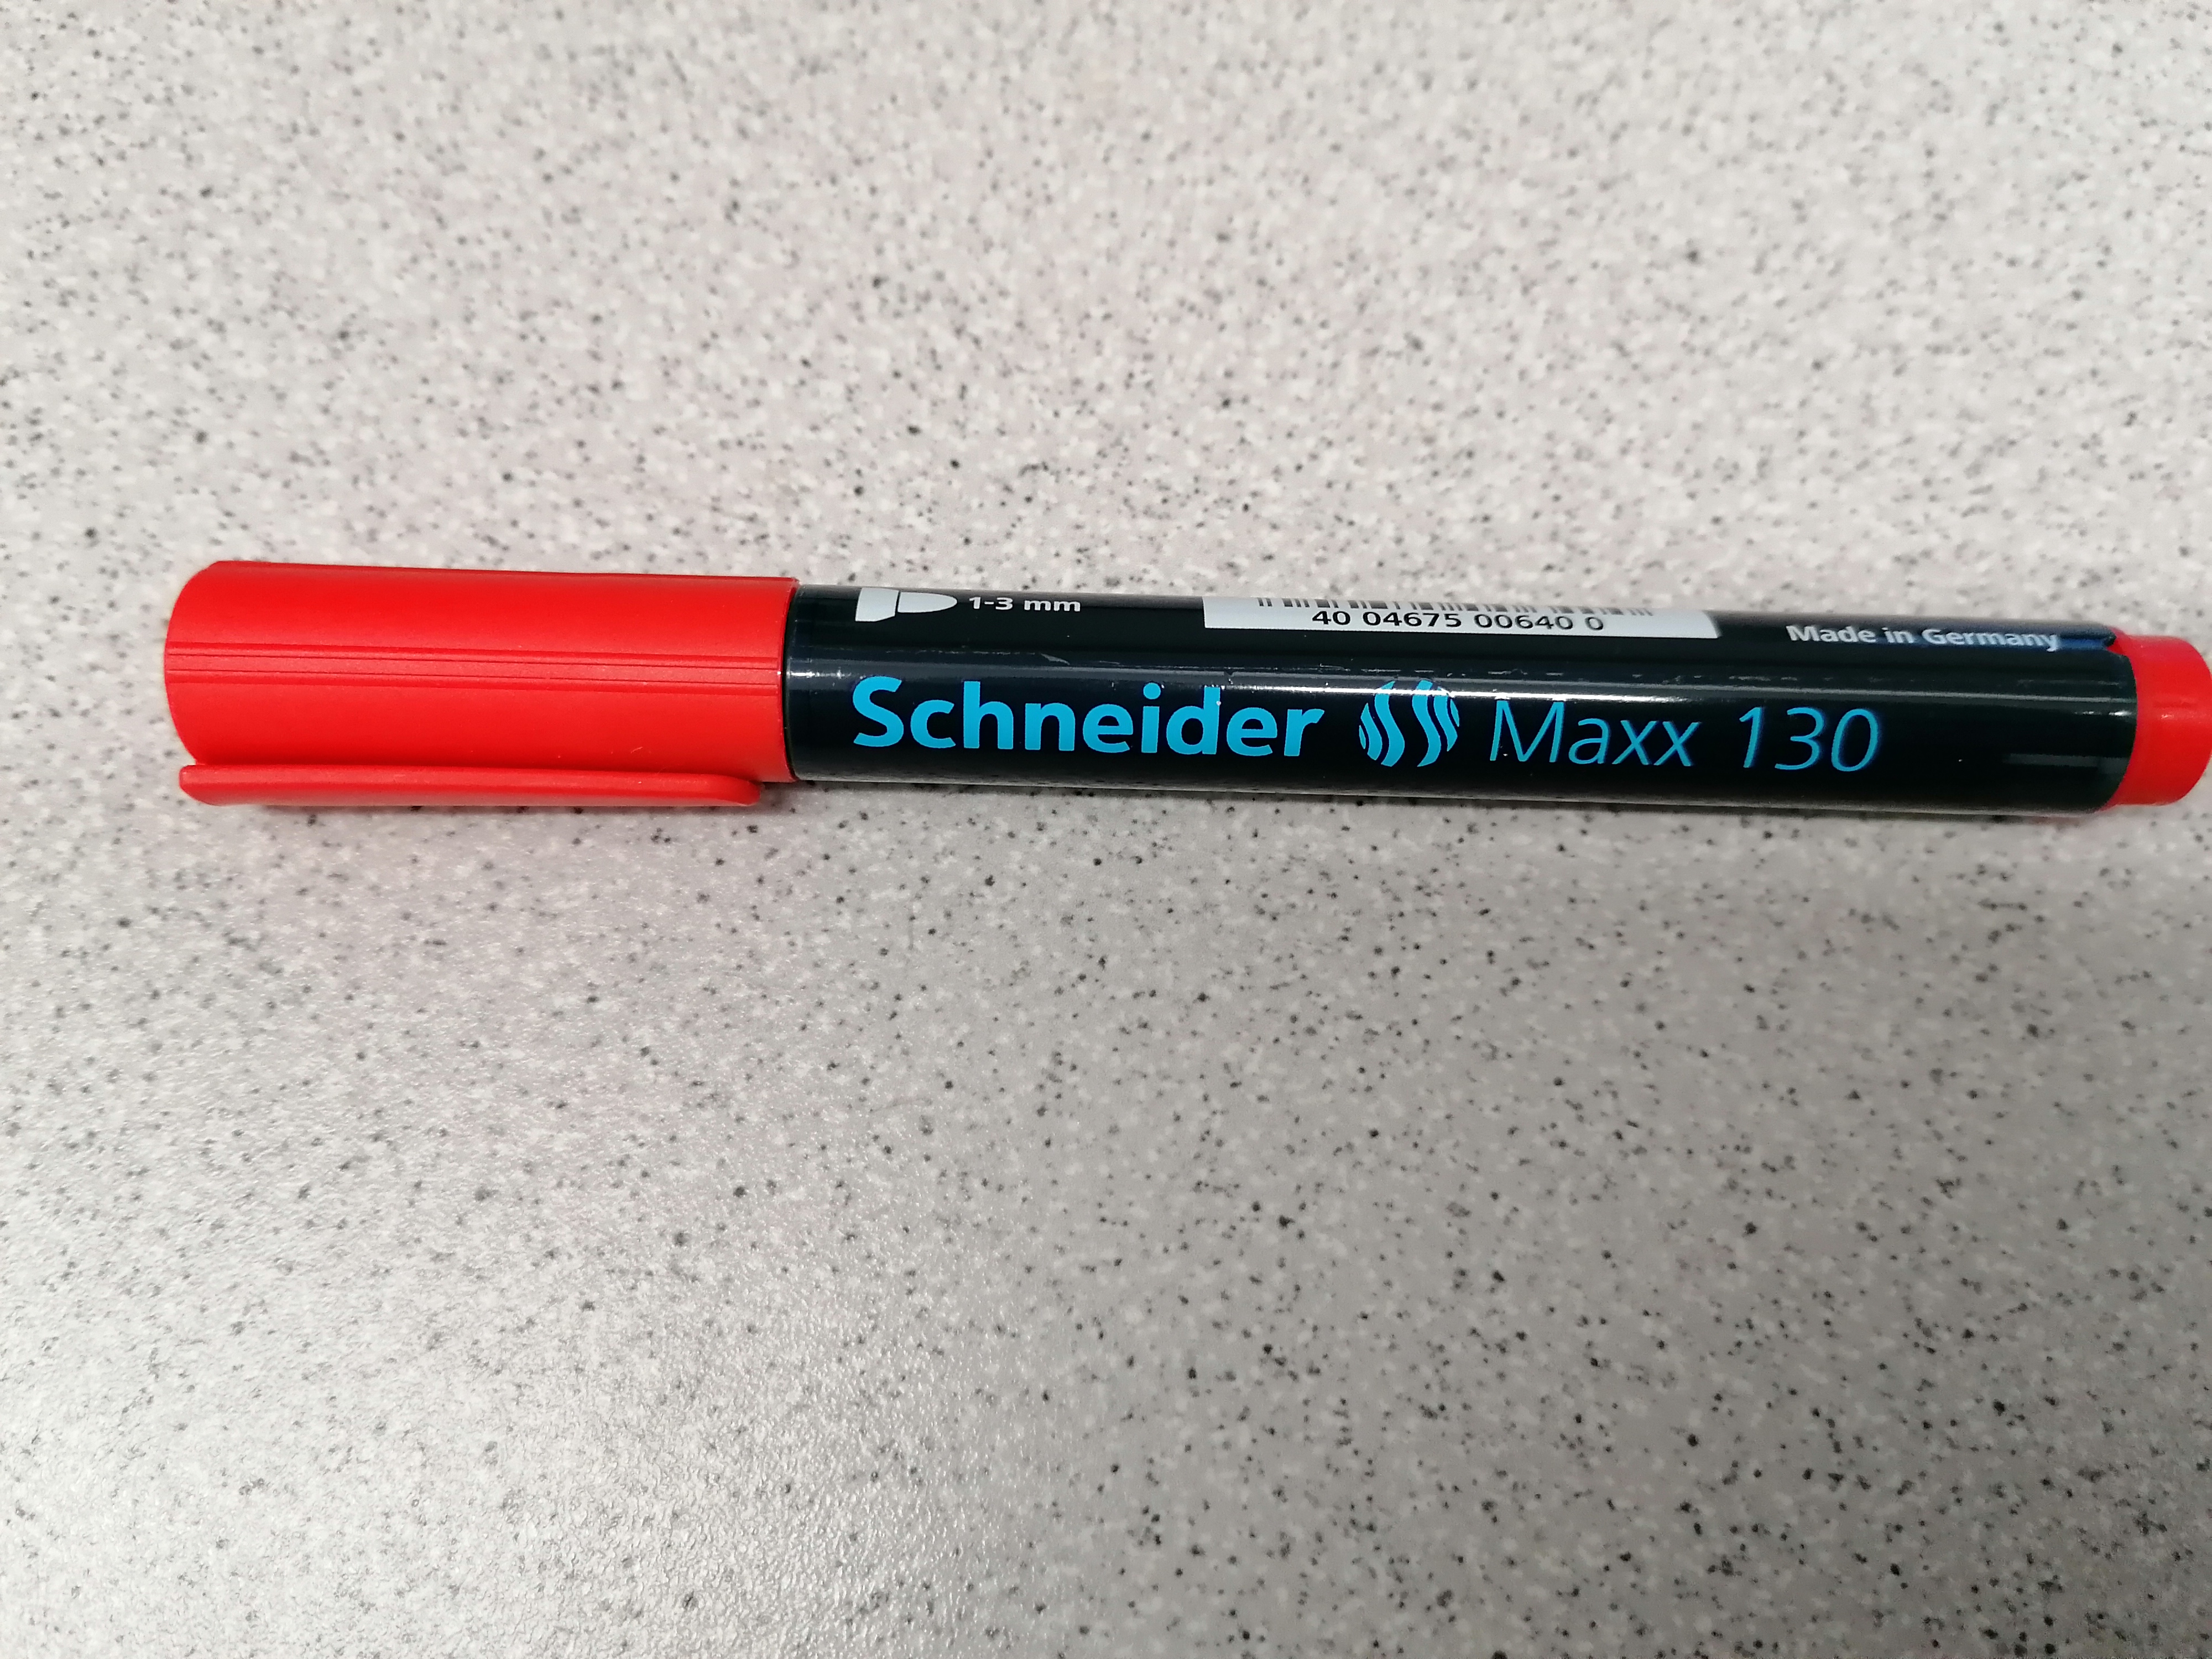 1-3 mm
40 04675 00640 0
Made in Germany
Schneider Maxx 130